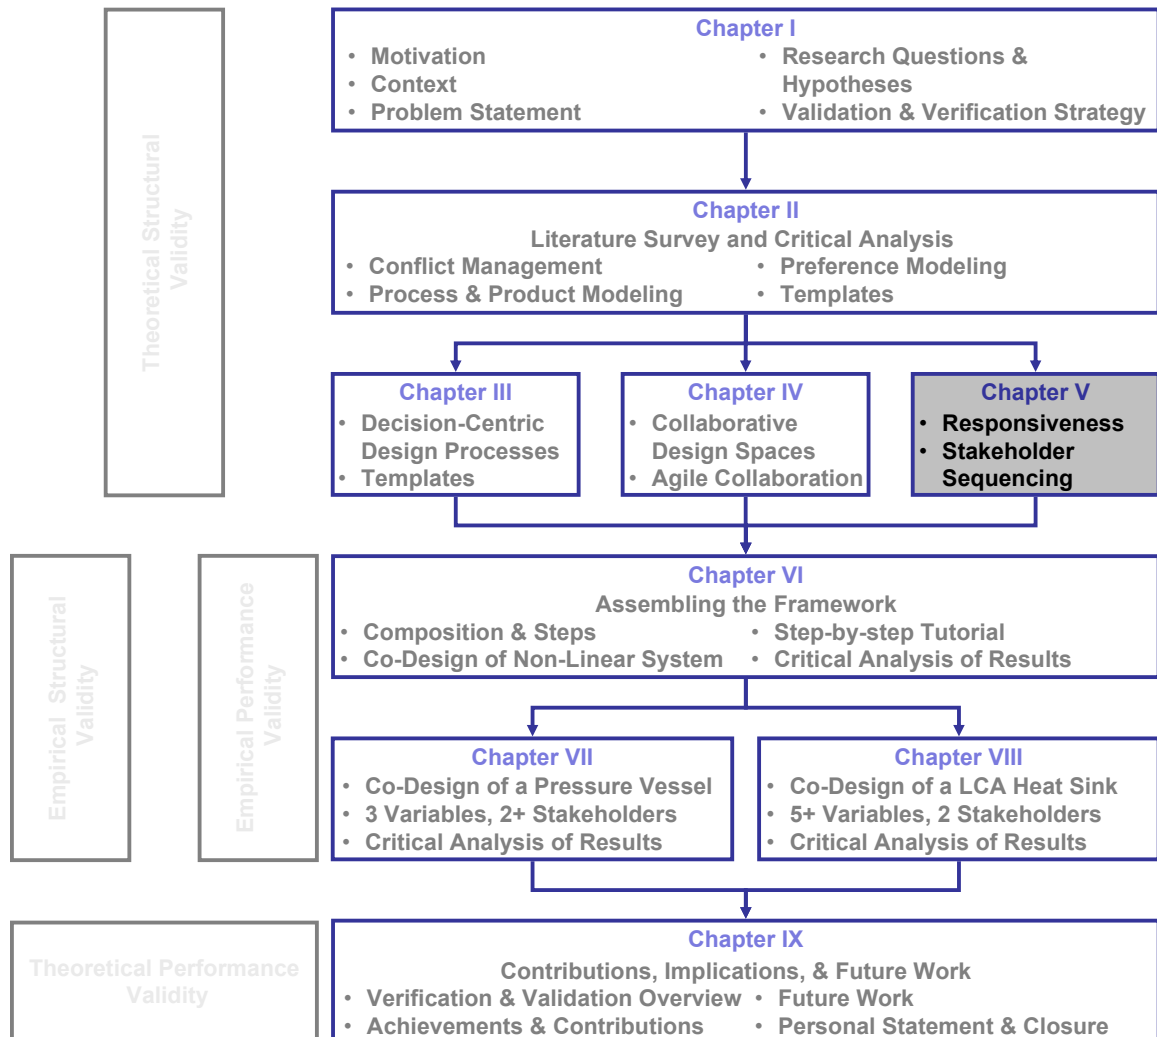 Chapter I
• Motivation
• Context
• Problem Statement
• Research Questions &
Hypotheses
• Validation & Verification Strategy
Theoretical Structural
Validity
Chapter II
Literature Survey and Critical Analysis
• Conflict Management
• Process & Product Modeling
• Preference Modeling
• Templates
Chapter III
• Decision-Centric
Design Processes
• Templates
Chapter IV
• Collaborative
Design Spaces
• Agile Collaboration
Chapter V
• Responsiveness
• Stakeholder
Sequencing
Empirical Structural
Validity
Empirical Performance
Validity
Chapter VI
Assembling the Framework
• Composition & Steps
• Co-Design of Non-Linear System
• Step-by-step Tutorial
• Critical Analysis of Results
Chapter VII
• Co-Design of a Pressure Vessel
• 3 Variables, 2+ Stakeholders
• Critical Analysis of Results
Chapter VIII
• Co-Design of a LCA Heat Sink
• 5+ Variables, 2 Stakeholders
• Critical Analysis of Results
Theoretical Performance
Validity
Chapter IX
Contributions, Implications, & Future Work
• Verification & Validation Overview
• Achievements & Contributions
• Future Work
• Personal Statement & Closure